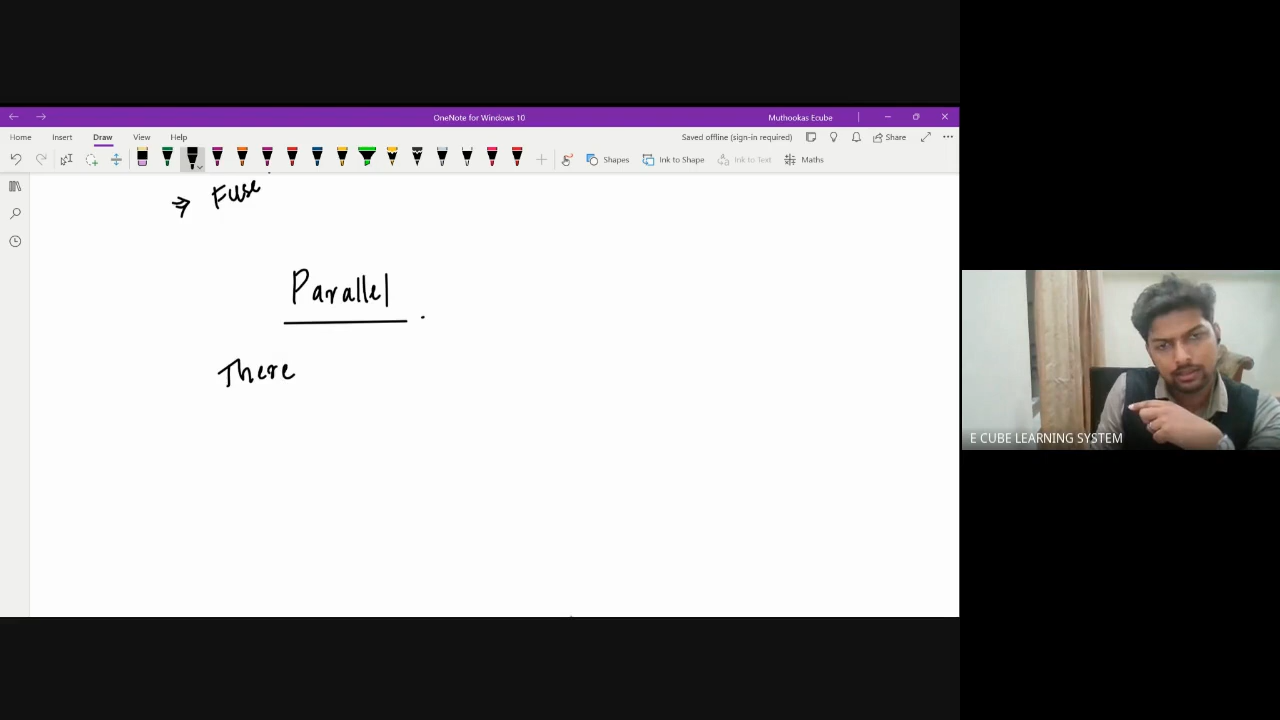 OneNote for Windows 10
Muthookas Ecube
Home Insert Draw View Help
Saved offline (sign-in required)
Share
Shapes
Ink to Shape
Ink to Text
Maths
⇒ Fuse
Parallel
There
E CUBE LEARNING SYSTEM